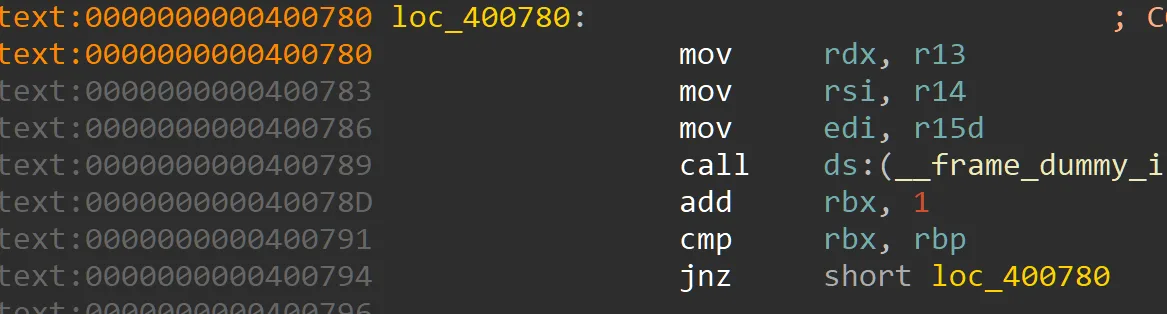 text:0000000000400780 loc_400780: ; C
text:0000000000400780 mov rdx, r13
text:0000000000400783 mov rsi, r14
text:0000000000400786 mov edi, r15d
text:0000000000400789 call ds:(__frame_dummy_i
text:000000000040078D add rbx, 1
text:0000000000400791 cmp rbx, rbp
text:0000000000400794 jnz short loc_400780
text:0000000000400796